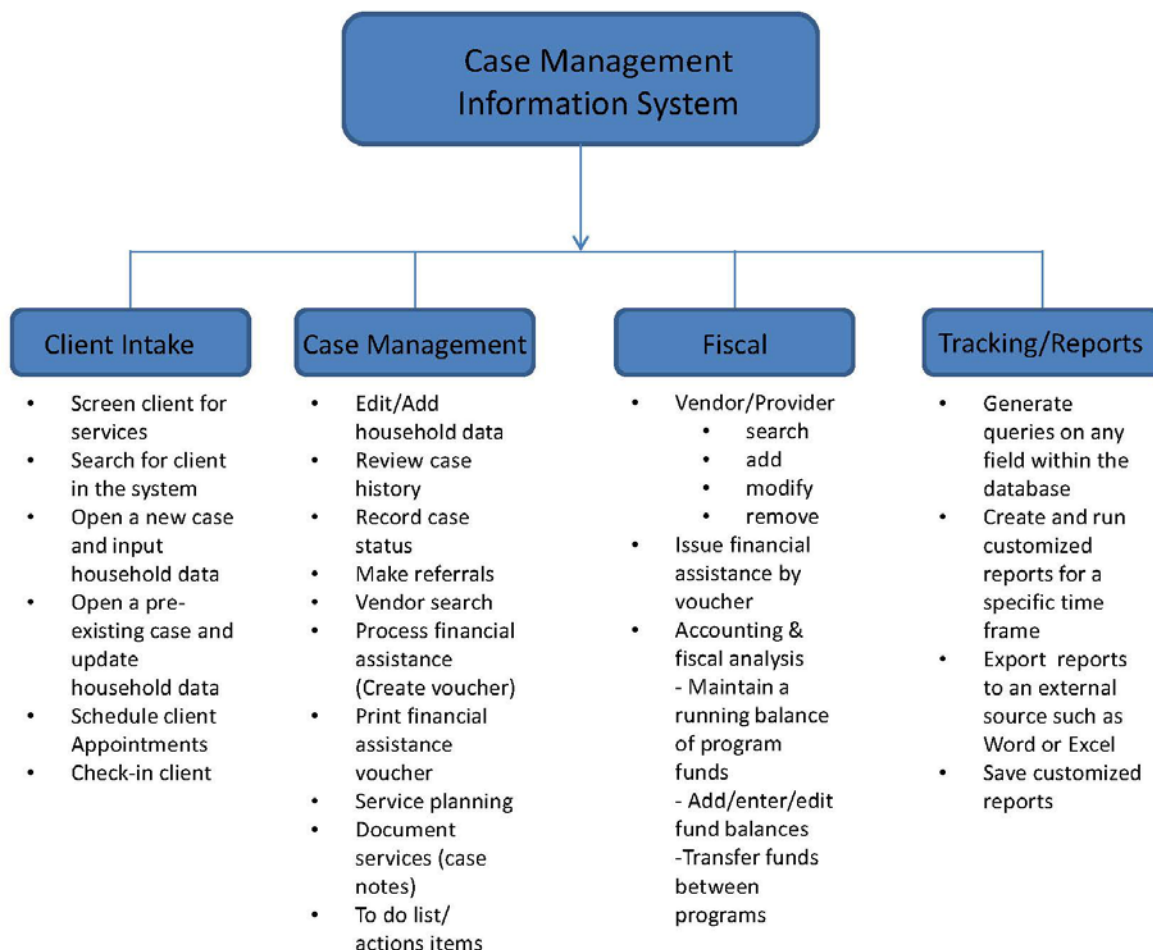 Case Management
Information System
Client Intake
• Screen client for
services
• Search for client
in the system
• Open a new case
and input
household data
• Open a pre-
existing case and
update
household data
• Schedule client
Appointments
• Check-in client
Case Management
• Edit/Add
household data
• Review case
history
• Record case
status
• Make referrals
• Vendor search
• Process financial
assistance
(Create voucher)
• Print financial
assistance
voucher
• Service planning
• Document
services (case
notes)
• To do list/
actions items
Fiscal
• Vendor/Provider
• search
• add
• modify
• remove
• Issue financial
assistance by
voucher
• Accounting &
fiscal analysis
- Maintain a
running balance
of program
funds
- Add/enter/edit
fund balances
-Transfer funds
between
programs
Tracking/Reports
• Generate
queries on any
field within the
database
• Create and run
customized
reports for a
specific time
frame
• Export reports
to an external
source such as
Word or Excel
• Save customized
reports